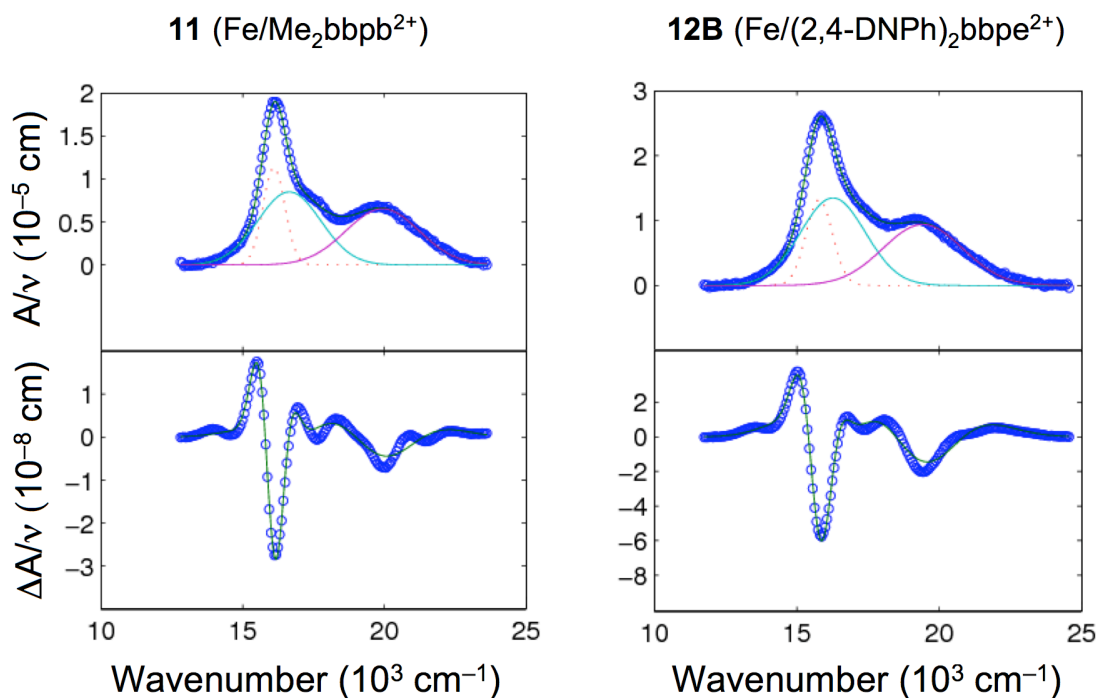 11 (Fe/Me₂bbpb²⁺)
12B (Fe/(2,4-DNPh)₂bbpe²⁺)
A/ν (10⁻⁵ cm)
2
1.5
1
0.5
0
3
2
1
0
ΔA/ν (10⁻⁸ cm)
1
0
−1
−2
−3
2
0
−2
−4
−6
−8
10 15 20 25
10 15 20 25
Wavenumber (10³ cm⁻¹)
Wavenumber (10³ cm⁻¹)